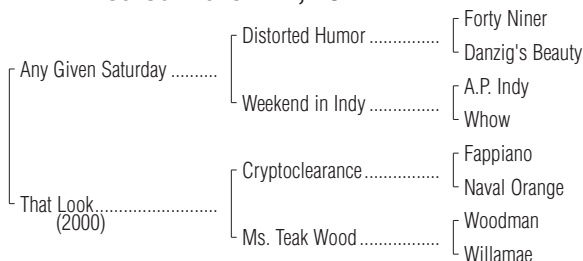 Forty Niner
Distorted Humor ...............
Danzig's Beauty
Any Given Saturday ..........
A.P. Indy
Weekend in Indy ...............
Whow
Fappiano
Cryptoclearance................
Naval Orange
That Look..........................
(2000)
Woodman
Ms. Teak Wood.................
Willamae